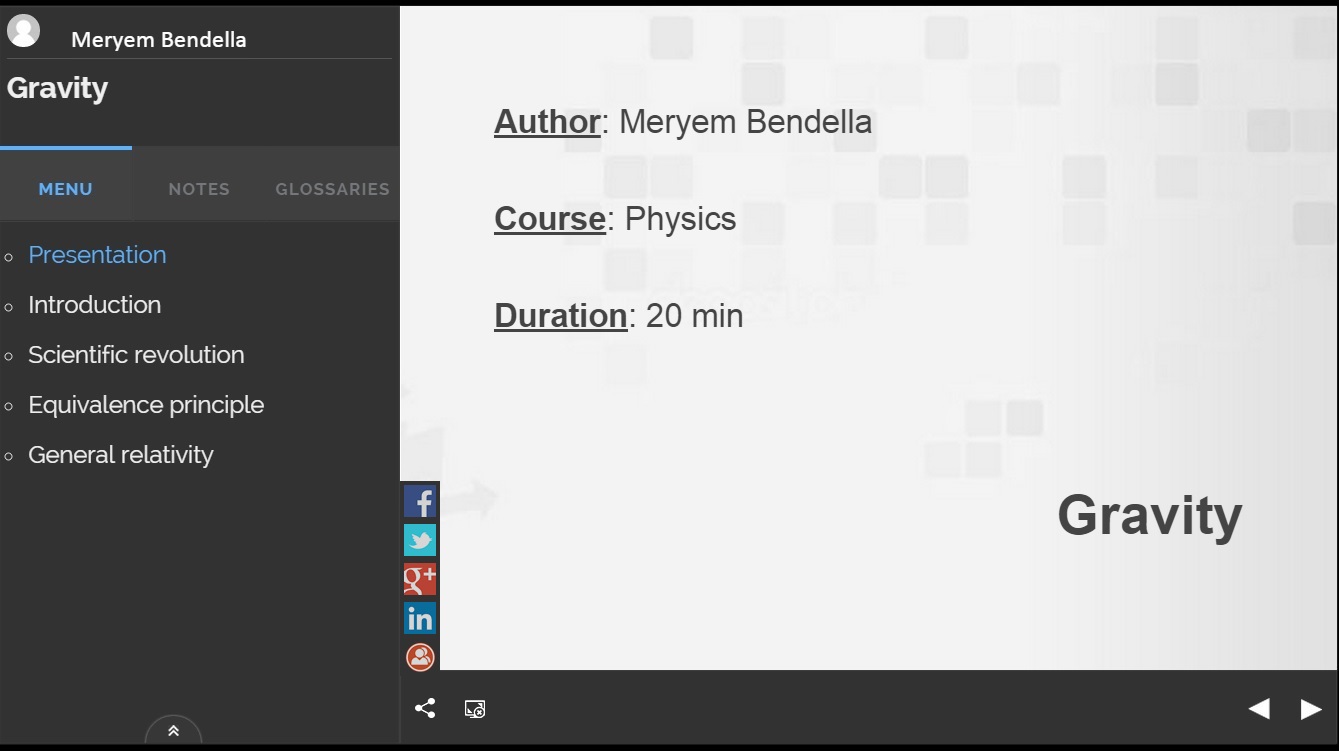 Meryem Bendella
Gravity
MENU
NOTES
GLOSSARIES
Presentation
Introduction
Scientific revolution
Equivalence principle
General relativity
Author: Meryem Bendella
Course: Physics
Duration: 20 min
Gravity
f
g+
in